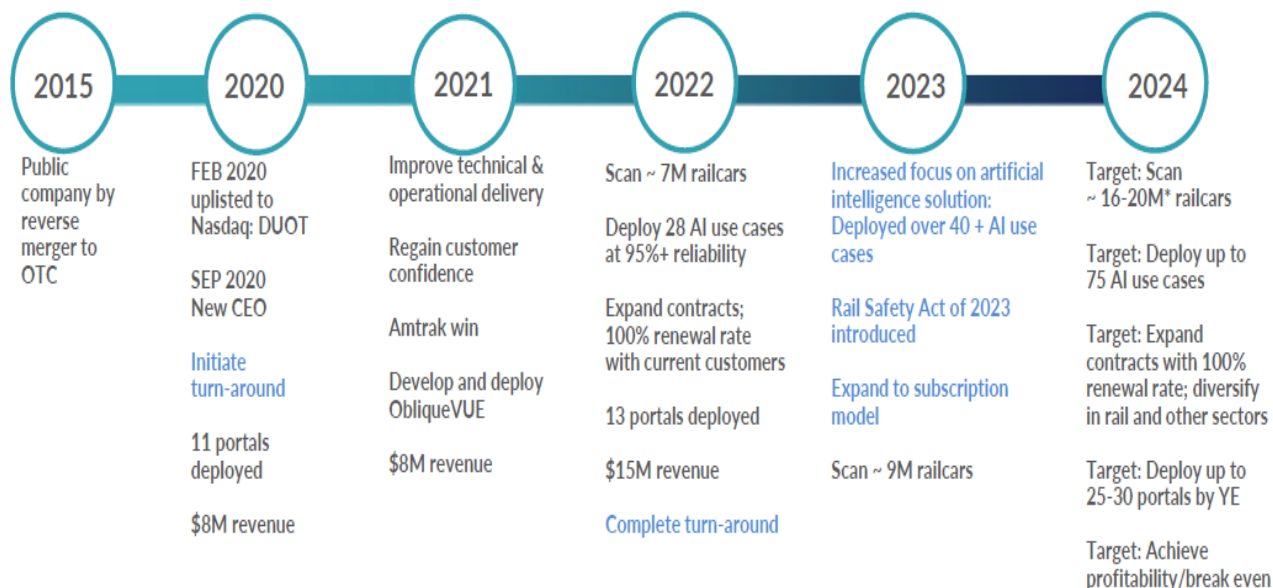 2015
2020
2021
2022
2023
2024
Public
company by
reverse
merger to
OTC
FEB 2020
uplisted to
Nasdaq: DUOT
SEP 2020
New CEO
Initiate
turn-around
11 portals
deployed
$8M revenue
Improve technical &
operational delivery
Regain customer
confidence
Amtrak win
Develop and deploy
ObliqueVUE
$8M revenue
Scan ~ 7M railcars
Deploy 28 AI use cases
at 95%+ reliability
Expand contracts;
100% renewal rate
with current customers
13 portals deployed
$15M revenue
Complete turn-around
Increased focus on artificial
intelligence solution:
Deployed over 40 + AI use
cases
Rail Safety Act of 2023
introduced
Expand to subscription
model
Scan ~ 9M railcars
Target: Scan
~ 16-20M* railcars
Target: Deploy up to
75 AI use cases
Target: Expand
contracts with 100%
renewal rate; diversify
in rail and other sectors
Target: Deploy up to
25-30 portals by YE
Target: Achieve
profitability/break even